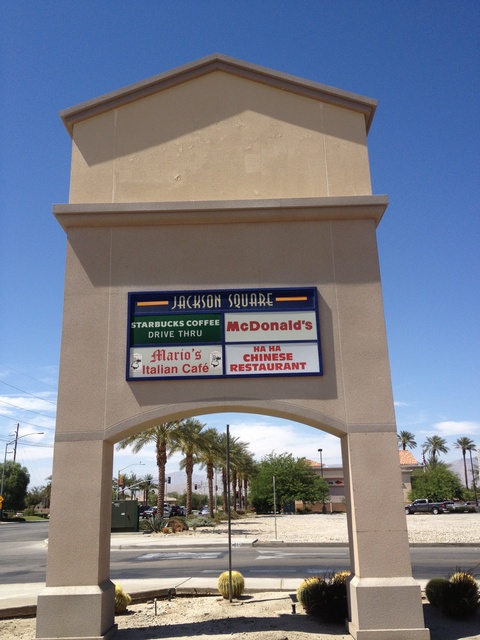 JACKSON SQUARE
STARBUCKS COFFEE
DRIVE THRU
McDonald's
Mario's
Italian Café
HA HA
CHINESE
RESTAURANT